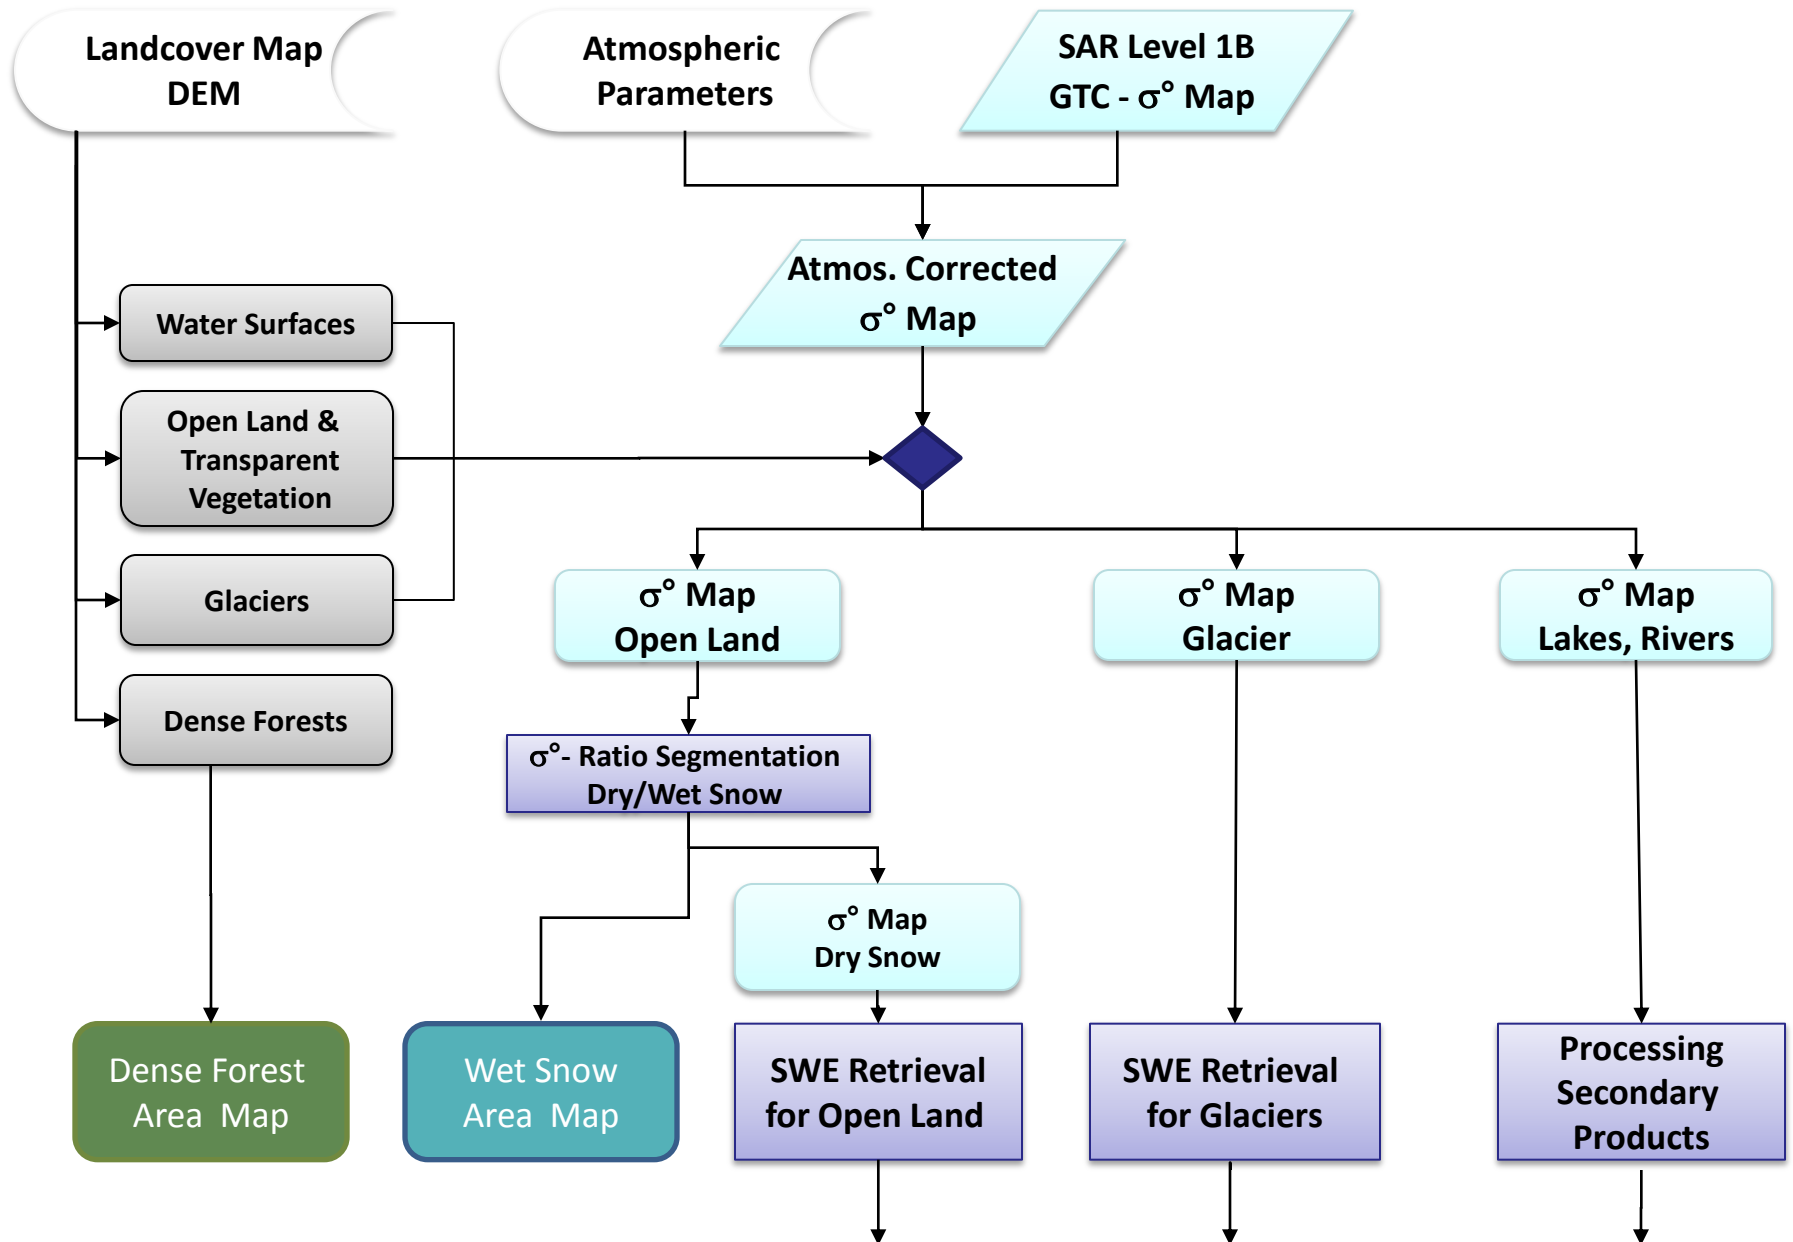 Landcover Map
DEM
Atmospheric
Parameters
SAR Level 1B
GTC - σ° Map
Atmos. Corrected
σ° Map
Water Surfaces
Open Land &
Transparent
Vegetation
Glaciers
Dense Forests
σ° Map
Open Land
σ° Map
Glacier
σ° Map
Lakes, Rivers
σ°- Ratio Segmentation
Dry/Wet Snow
σ° Map
Dry Snow
Dense Forest
Area Map
Wet Snow
Area Map
SWE Retrieval
for Open Land
SWE Retrieval
for Glaciers
Processing
Secondary
Products